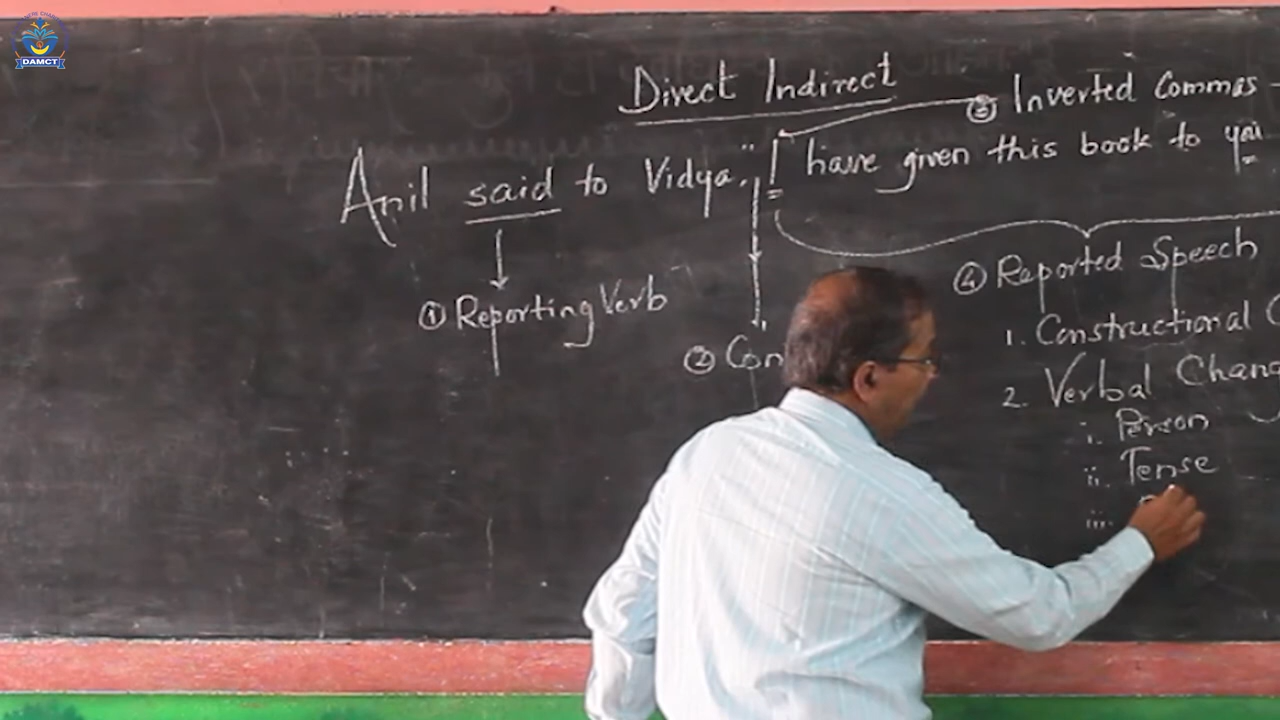 DAMCT
Direct Indirect
③ Inverted Commas -
Anil said to Vidya, "I have given this book to you
① Reporting Verb
④ Reported Speech
② Con
1. Constructional C
2. Verbal Chang
i. Person
ii. Tense
iii.